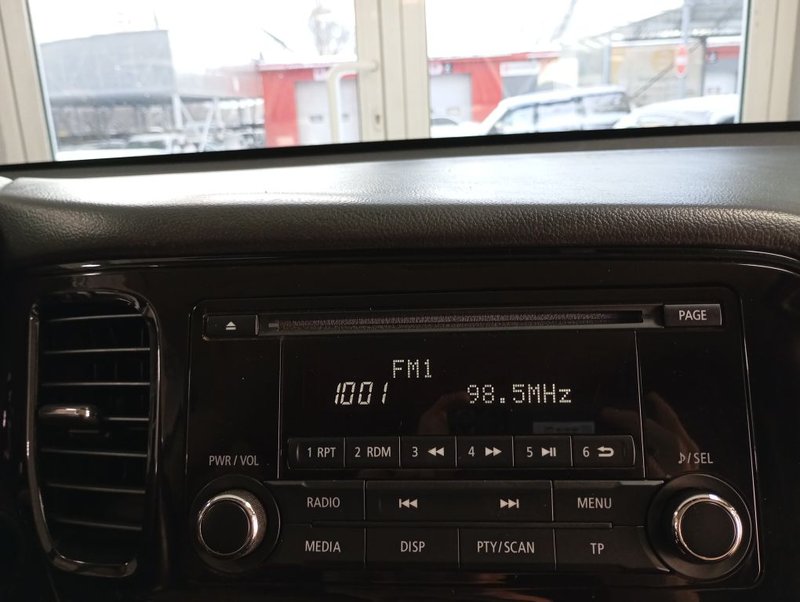 PAGE
FM1
1001 98.5MHz
1 RPT 2 RDM 3 4 5 6
PWR / VOL
♪/SEL
RADIO MENU
MEDIA DISP PTY/SCAN TP